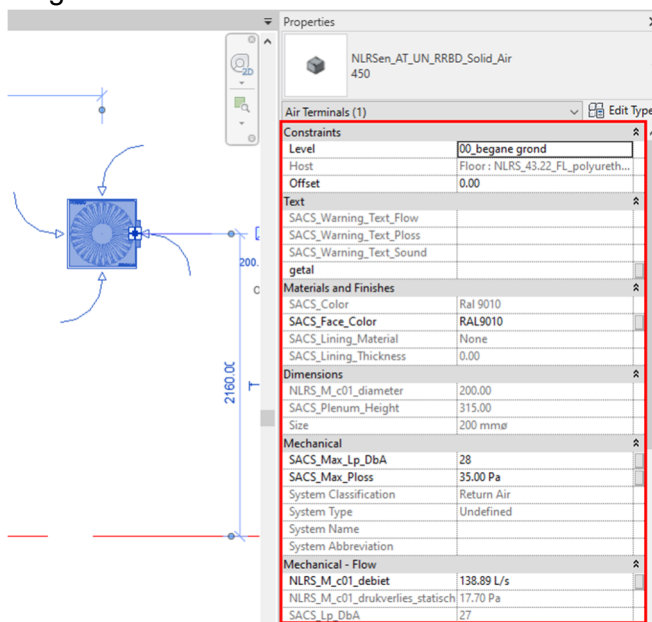 Properties
NLRSen_AT_UN_RRBD_Solid_Air
450
Air Terminals (1)
Edit Type
Constraints
Level 00_begane grond
Host Floor : NLRS_43.22_FL_polyureth...
Offset 0.00
Text
SACS_Warning_Text_Flow
SACS_Warning_Text_Ploss
SACS_Warning_Text_Sound
getal
Materials and Finishes
SACS_Color Ral 9010
SACS_Face_Color RAL9010
SACS_Lining_Material None
SACS_Lining_Thickness 0.00
Dimensions
NLRS_M_c01_diameter 200.00
SACS_Plenum_Height 315.00
Size 200 mmø
Mechanical
SACS_Max_Lp_DbA 28
SACS_Max_Ploss 35.00 Pa
System Classification Return Air
System Type Undefined
System Name
System Abbreviation
Mechanical - Flow
NLRS_M_c01_debiet 138.89 L/s
NLRS_M_c01_drukverlies_statisch 17.70 Pa
SACS_Lp_DbA 27
2D
200.
2160.00